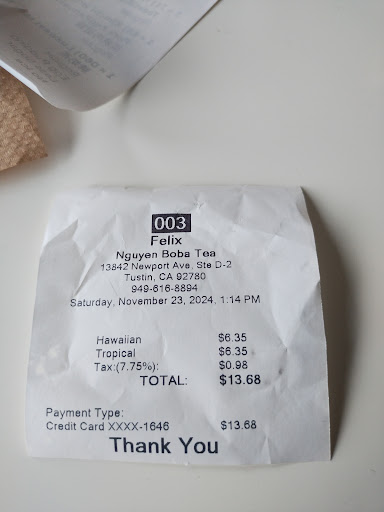 003
Felix
Nguyen Boba Tea
13842 Newport Ave, Ste D-2
Tustin, CA 92780
949-616-8894
Saturday, November 23, 2024, 1:14 PM
Hawaiian $6.35
Tropical $6.35
Tax:(7.75%): $0.98
TOTAL: $13.68
Payment Type:
Credit Card XXXX-1646 $13.68
Thank You